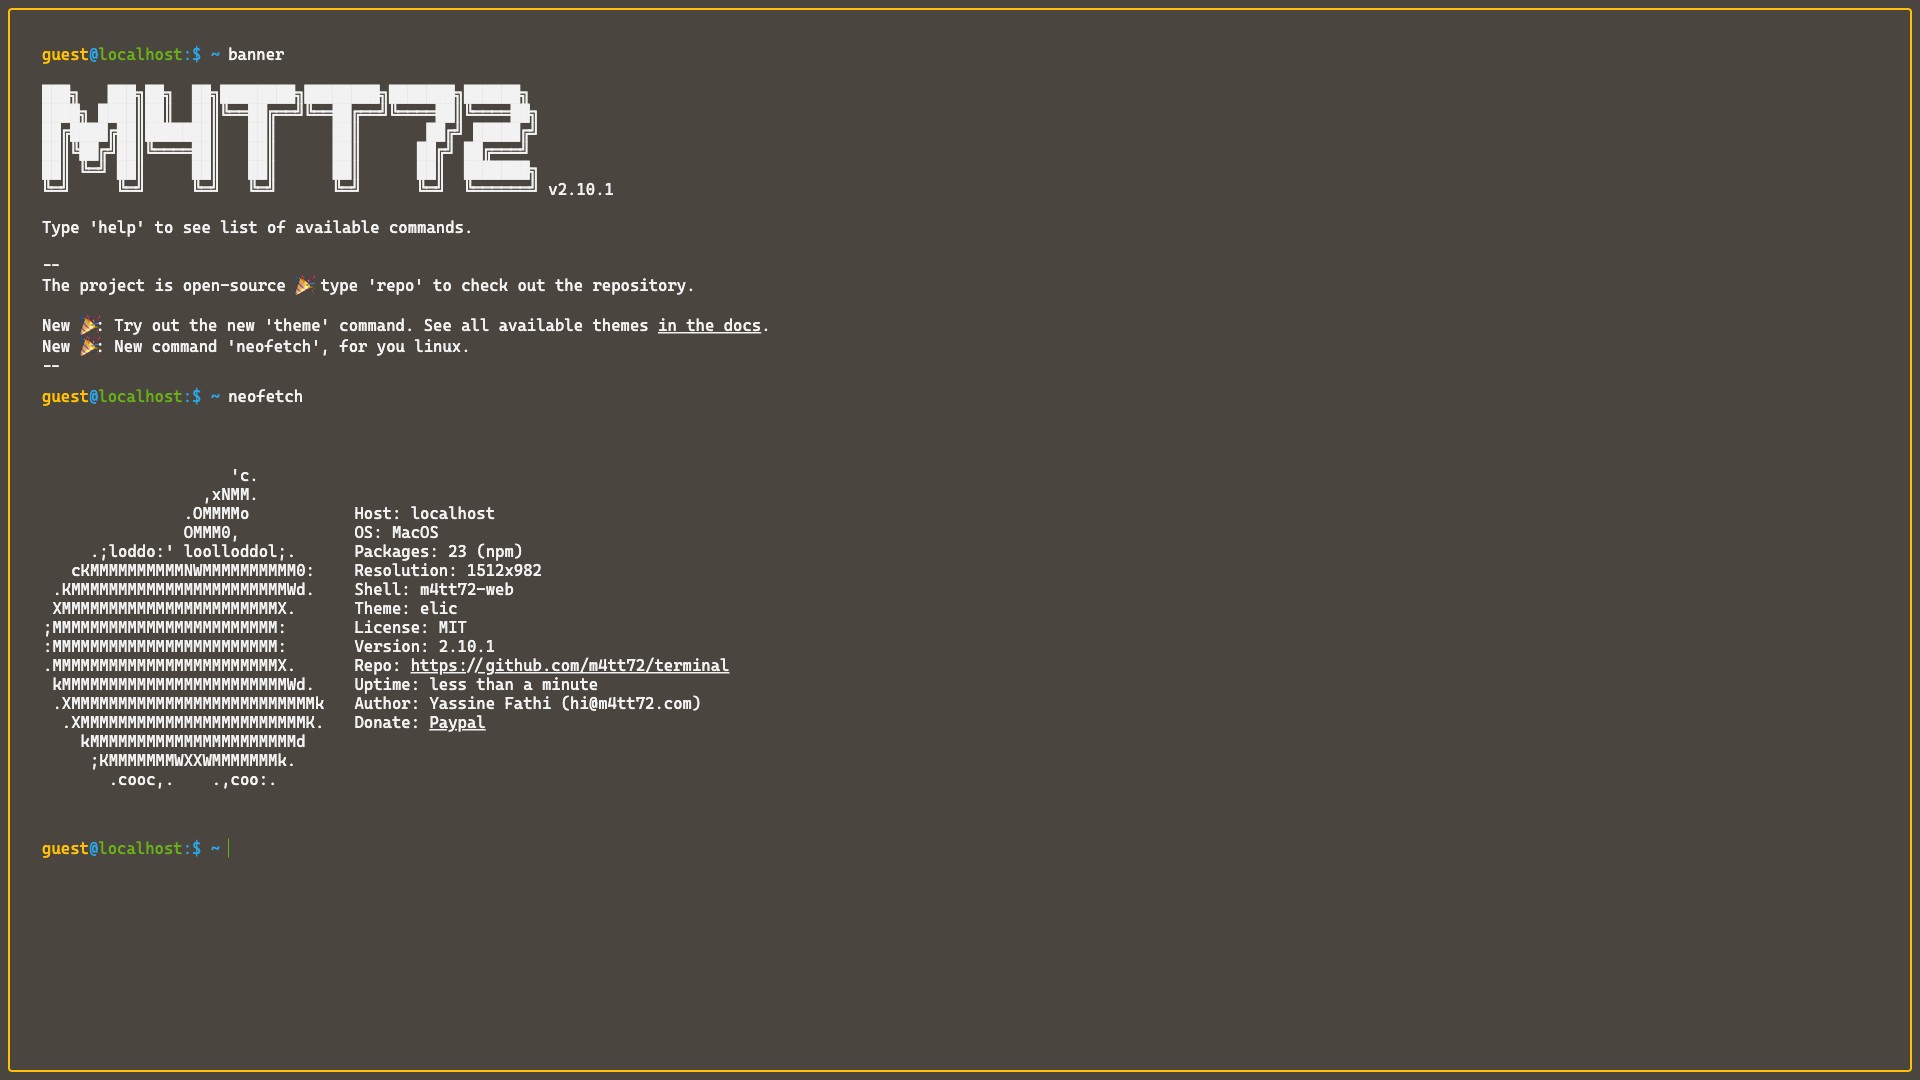 guest@localhost:$ ~ banner
M4TT72 v2.10.1
Type 'help' to see list of available commands.
--
The project is open-source 🎉 type 'repo' to check out the repository.
New 🎉: Try out the new 'theme' command. See all available themes in the docs.
New 🎉: New command 'neofetch', for you linux.
--
guest@localhost:$ ~ neofetch
'c.
,xNMM.
.OMMMMo Host: localhost
OMMM0, OS: MacOS
.;loddo:' loolloddol;. Packages: 23 (npm)
cKMMMMMMMMMMNWMMMMMMMMMM0: Resolution: 1512x982
.KMMMMMMMMMMMMMMMMMMMMMMMWd. Shell: m4tt72-web
XMMMMMMMMMMMMMMMMMMMMMMMX. Theme: elic
;MMMMMMMMMMMMMMMMMMMMMMMM: License: MIT
:MMMMMMMMMMMMMMMMMMMMMMMM: Version: 2.10.1
.MMMMMMMMMMMMMMMMMMMMMMMMX. Repo: https://github.com/m4tt72/terminal
kMMMMMMMMMMMMMMMMMMMMMMMMWd. Uptime: less than a minute
.XMMMMMMMMMMMMMMMMMMMMMMMMMMk Author: Yassine Fathi (hi@m4tt72.com)
.XMMMMMMMMMMMMMMMMMMMMMMMMK. Donate: Paypal
kMMMMMMMMMMMMMMMMMMMMMMd
;KMMMMMMMWXXWMMMMMMMk.
.cooc,. .,coo:.
guest@localhost:$ ~